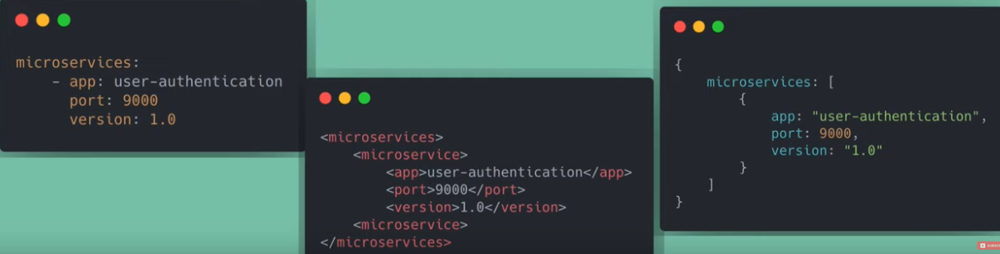 microservices:
    - app: user-authentication
      port: 9000
      version: 1.0
<microservices>
    <microservice>
        <app>user-authentication</app>
        <port>9000</port>
        <version>1.0</version>
    <microservice>
</microservices>
{
    microservices: [
        {
            app: "user-authentication",
            port: 9000,
            version: "1.0"
        }
    ]
}